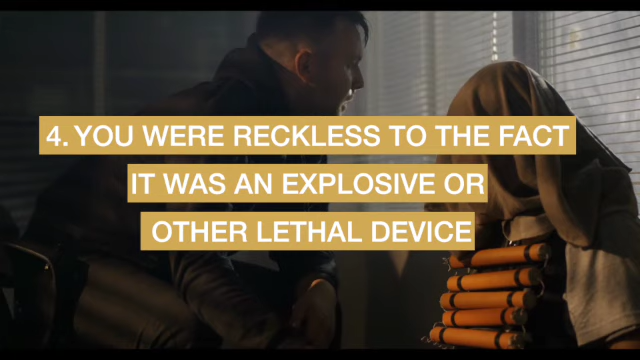 4. YOU WERE RECKLESS TO THE FACT
IT WAS AN EXPLOSIVE OR
OTHER LETHAL DEVICE